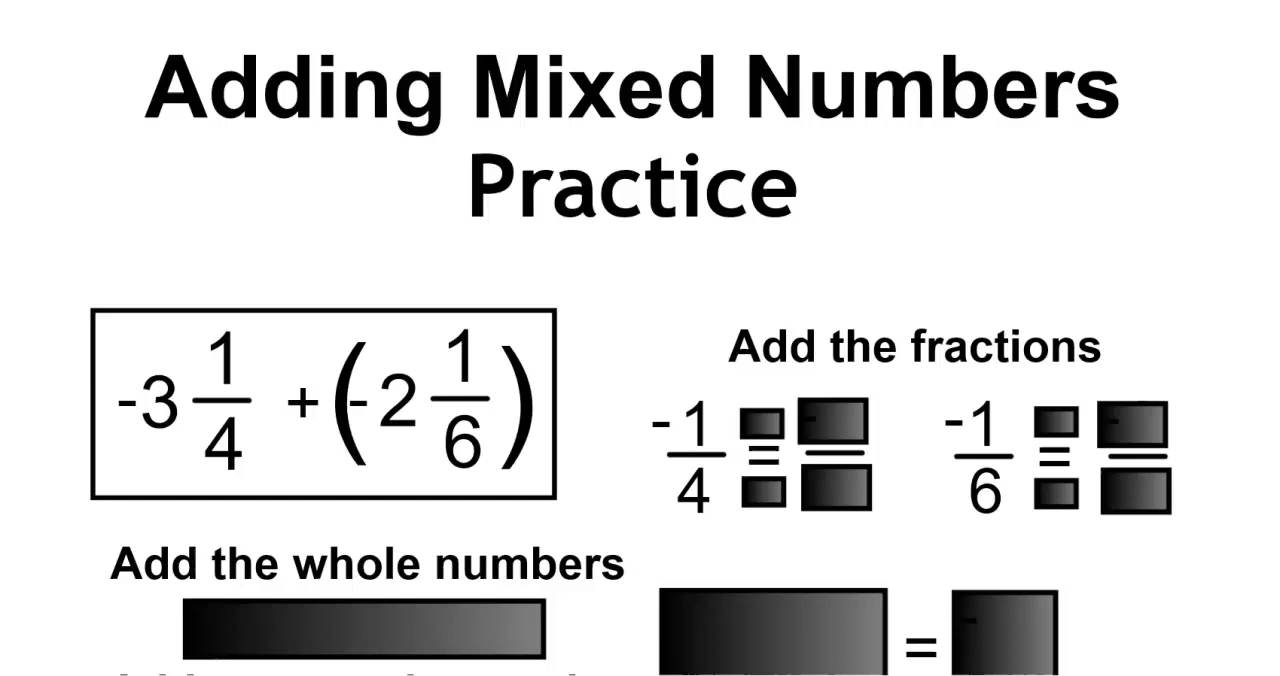 Adding Mixed Numbers
Practice
-3 1/4 + (-2 1/6)
Add the fractions
-1/4 = -
-1/6 = -
Add the whole numbers
= -